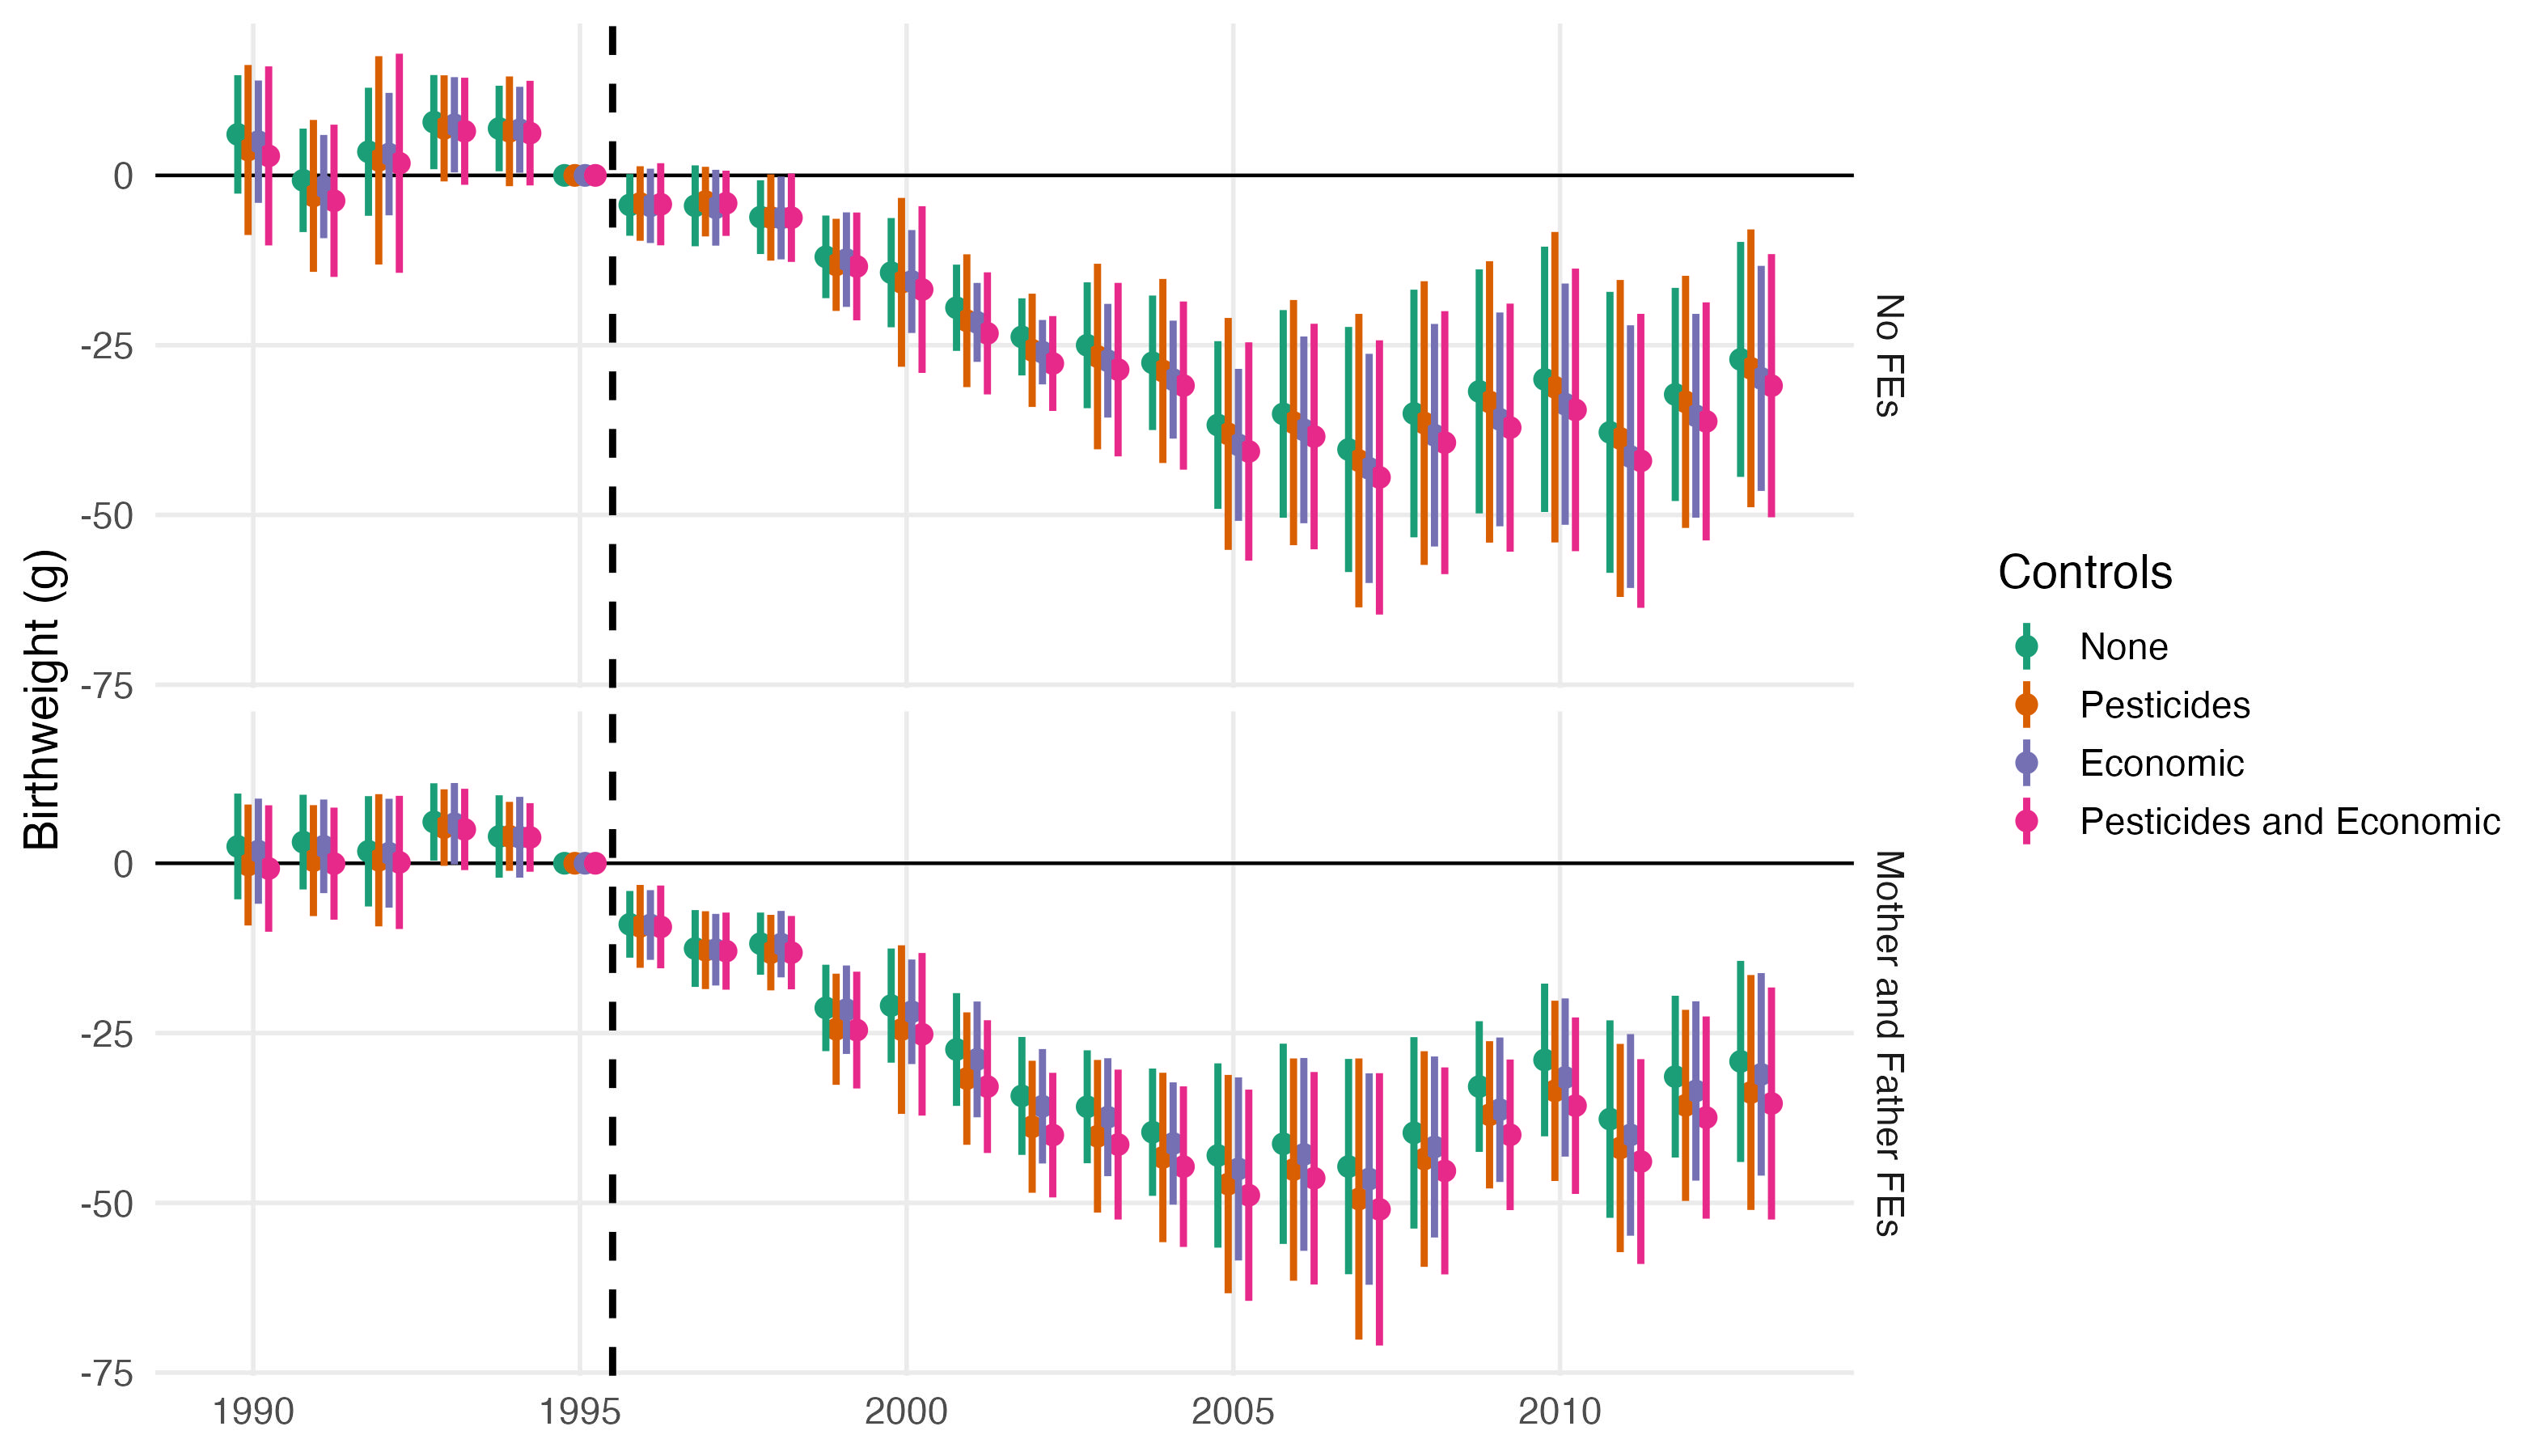 Birthweight (g)
0
-25
-50
-75
No FEs
0
-25
-50
-75
Mother and Father FEs
1990
1995
2000
2005
2010
Controls
None
Pesticides
Economic
Pesticides and Economic